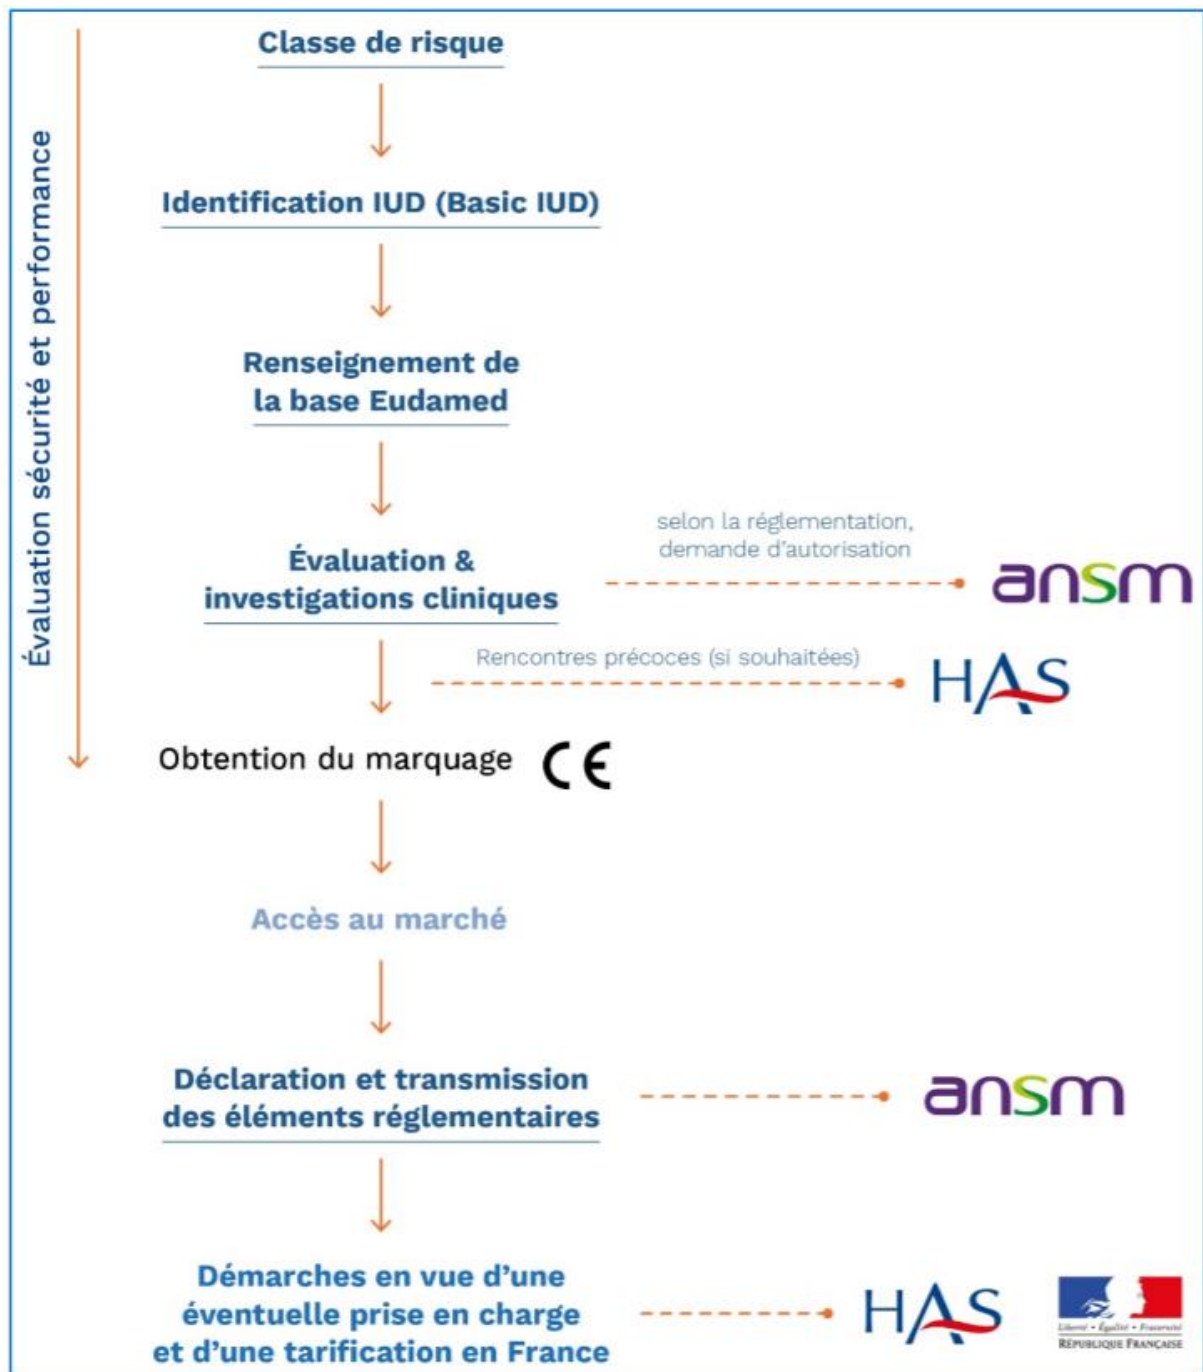 Évaluation sécurité et performance
Classe de risque
Identification IUD (Basic IUD)
Renseignement de
la base Eudamed
Évaluation &
investigations cliniques
selon la réglementation,
demande d'autorisation
ansm
Rencontres précoces (si souhaitées)
HAS
Obtention du marquage CE
Accès au marché
Déclaration et transmission
des éléments réglementaires
ansm
Démarches en vue d'une
éventuelle prise en charge
et d'une tarification en France
HAS
Liberté • Égalité • Fraternité
RÉPUBLIQUE FRANÇAISE